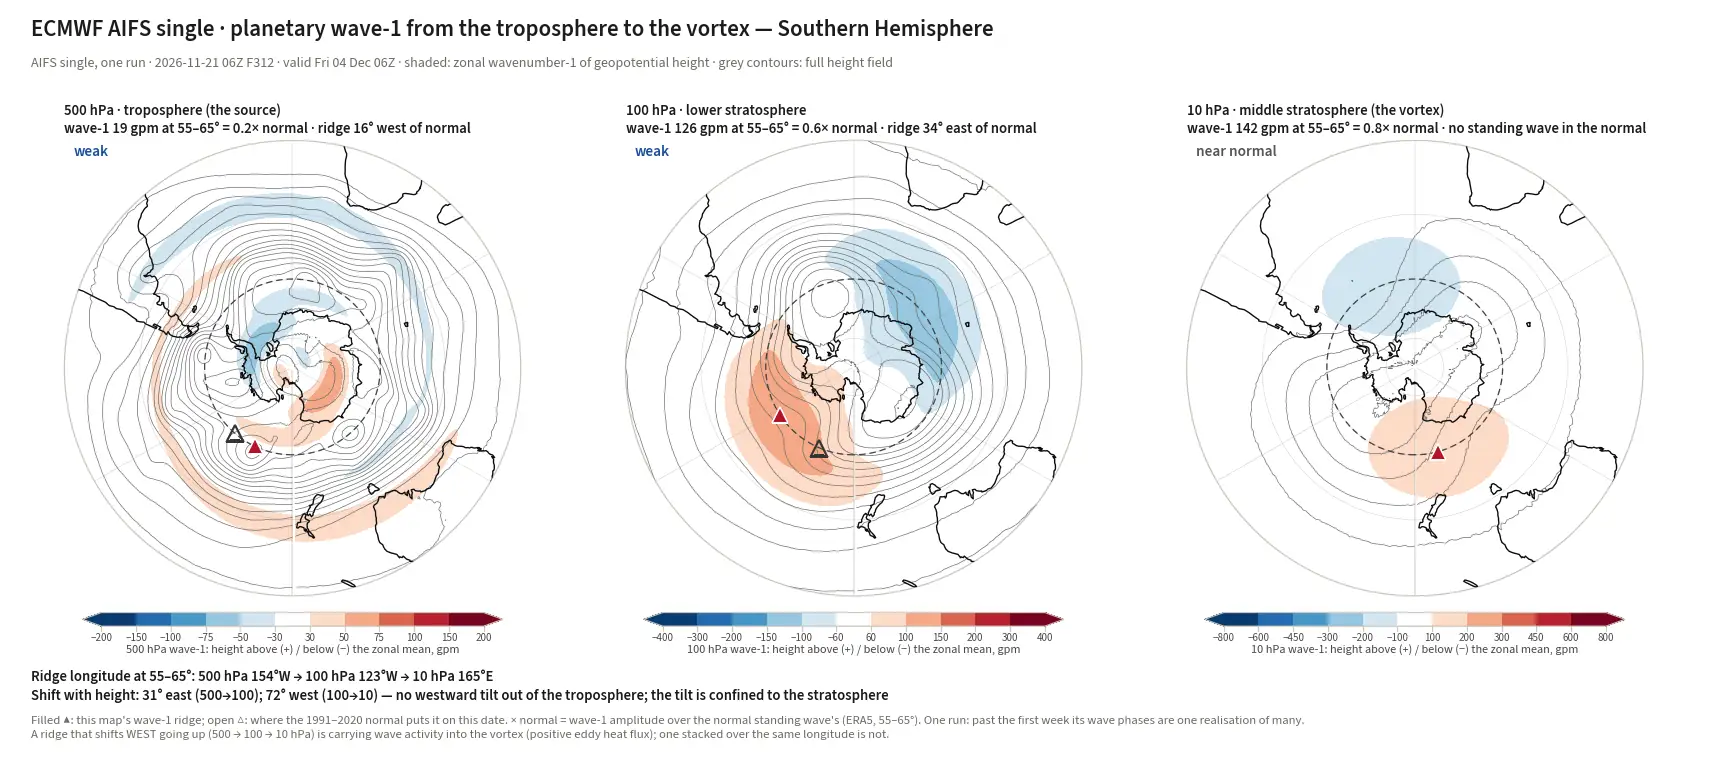 ECMWF AIFS single · planetary wave-1 from the troposphere to the vortex — Southern Hemisphere
AIFS single, one run · 2026-11-21 06Z F312 · valid Fri 04 Dec 06Z · shaded: zonal wavenumber-1 of geopotential height · grey contours: full height field
500 hPa · troposphere (the source)
wave-1 19 gpm at 55–65° = 0.2× normal · ridge 16° west of normal
weak
100 hPa · lower stratosphere
wave-1 126 gpm at 55–65° = 0.6× normal · ridge 34° east of normal
weak
10 hPa · middle stratosphere (the vortex)
wave-1 142 gpm at 55–65° = 0.8× normal · no standing wave in the normal
near normal
−200 −150 −100 −75 −50 −30 30 50 75 100 150 200
500 hPa wave-1: height above (+) / below (−) the zonal mean, gpm
−400 −300 −200 −150 −100 −60 60 100 150 200 300 400
100 hPa wave-1: height above (+) / below (−) the zonal mean, gpm
−800 −600 −450 −300 −200 −100 100 200 300 450 600 800
10 hPa wave-1: height above (+) / below (−) the zonal mean, gpm
Ridge longitude at 55–65°: 500 hPa 154°W → 100 hPa 123°W → 10 hPa 165°E
Shift with height: 31° east (500→100); 72° west (100→10) — no westward tilt out of the troposphere; the tilt is confined to the stratosphere
Filled ▲: this map's wave-1 ridge; open △: where the 1991–2020 normal puts it on this date. × normal = wave-1 amplitude over the normal standing wave's (ERA5, 55–65°). One run: past the first week its wave phases are one realisation of many.
A ridge that shifts WEST going up (500 → 100 → 10 hPa) is carrying wave activity into the vortex (positive eddy heat flux); one stacked over the same longitude is not.